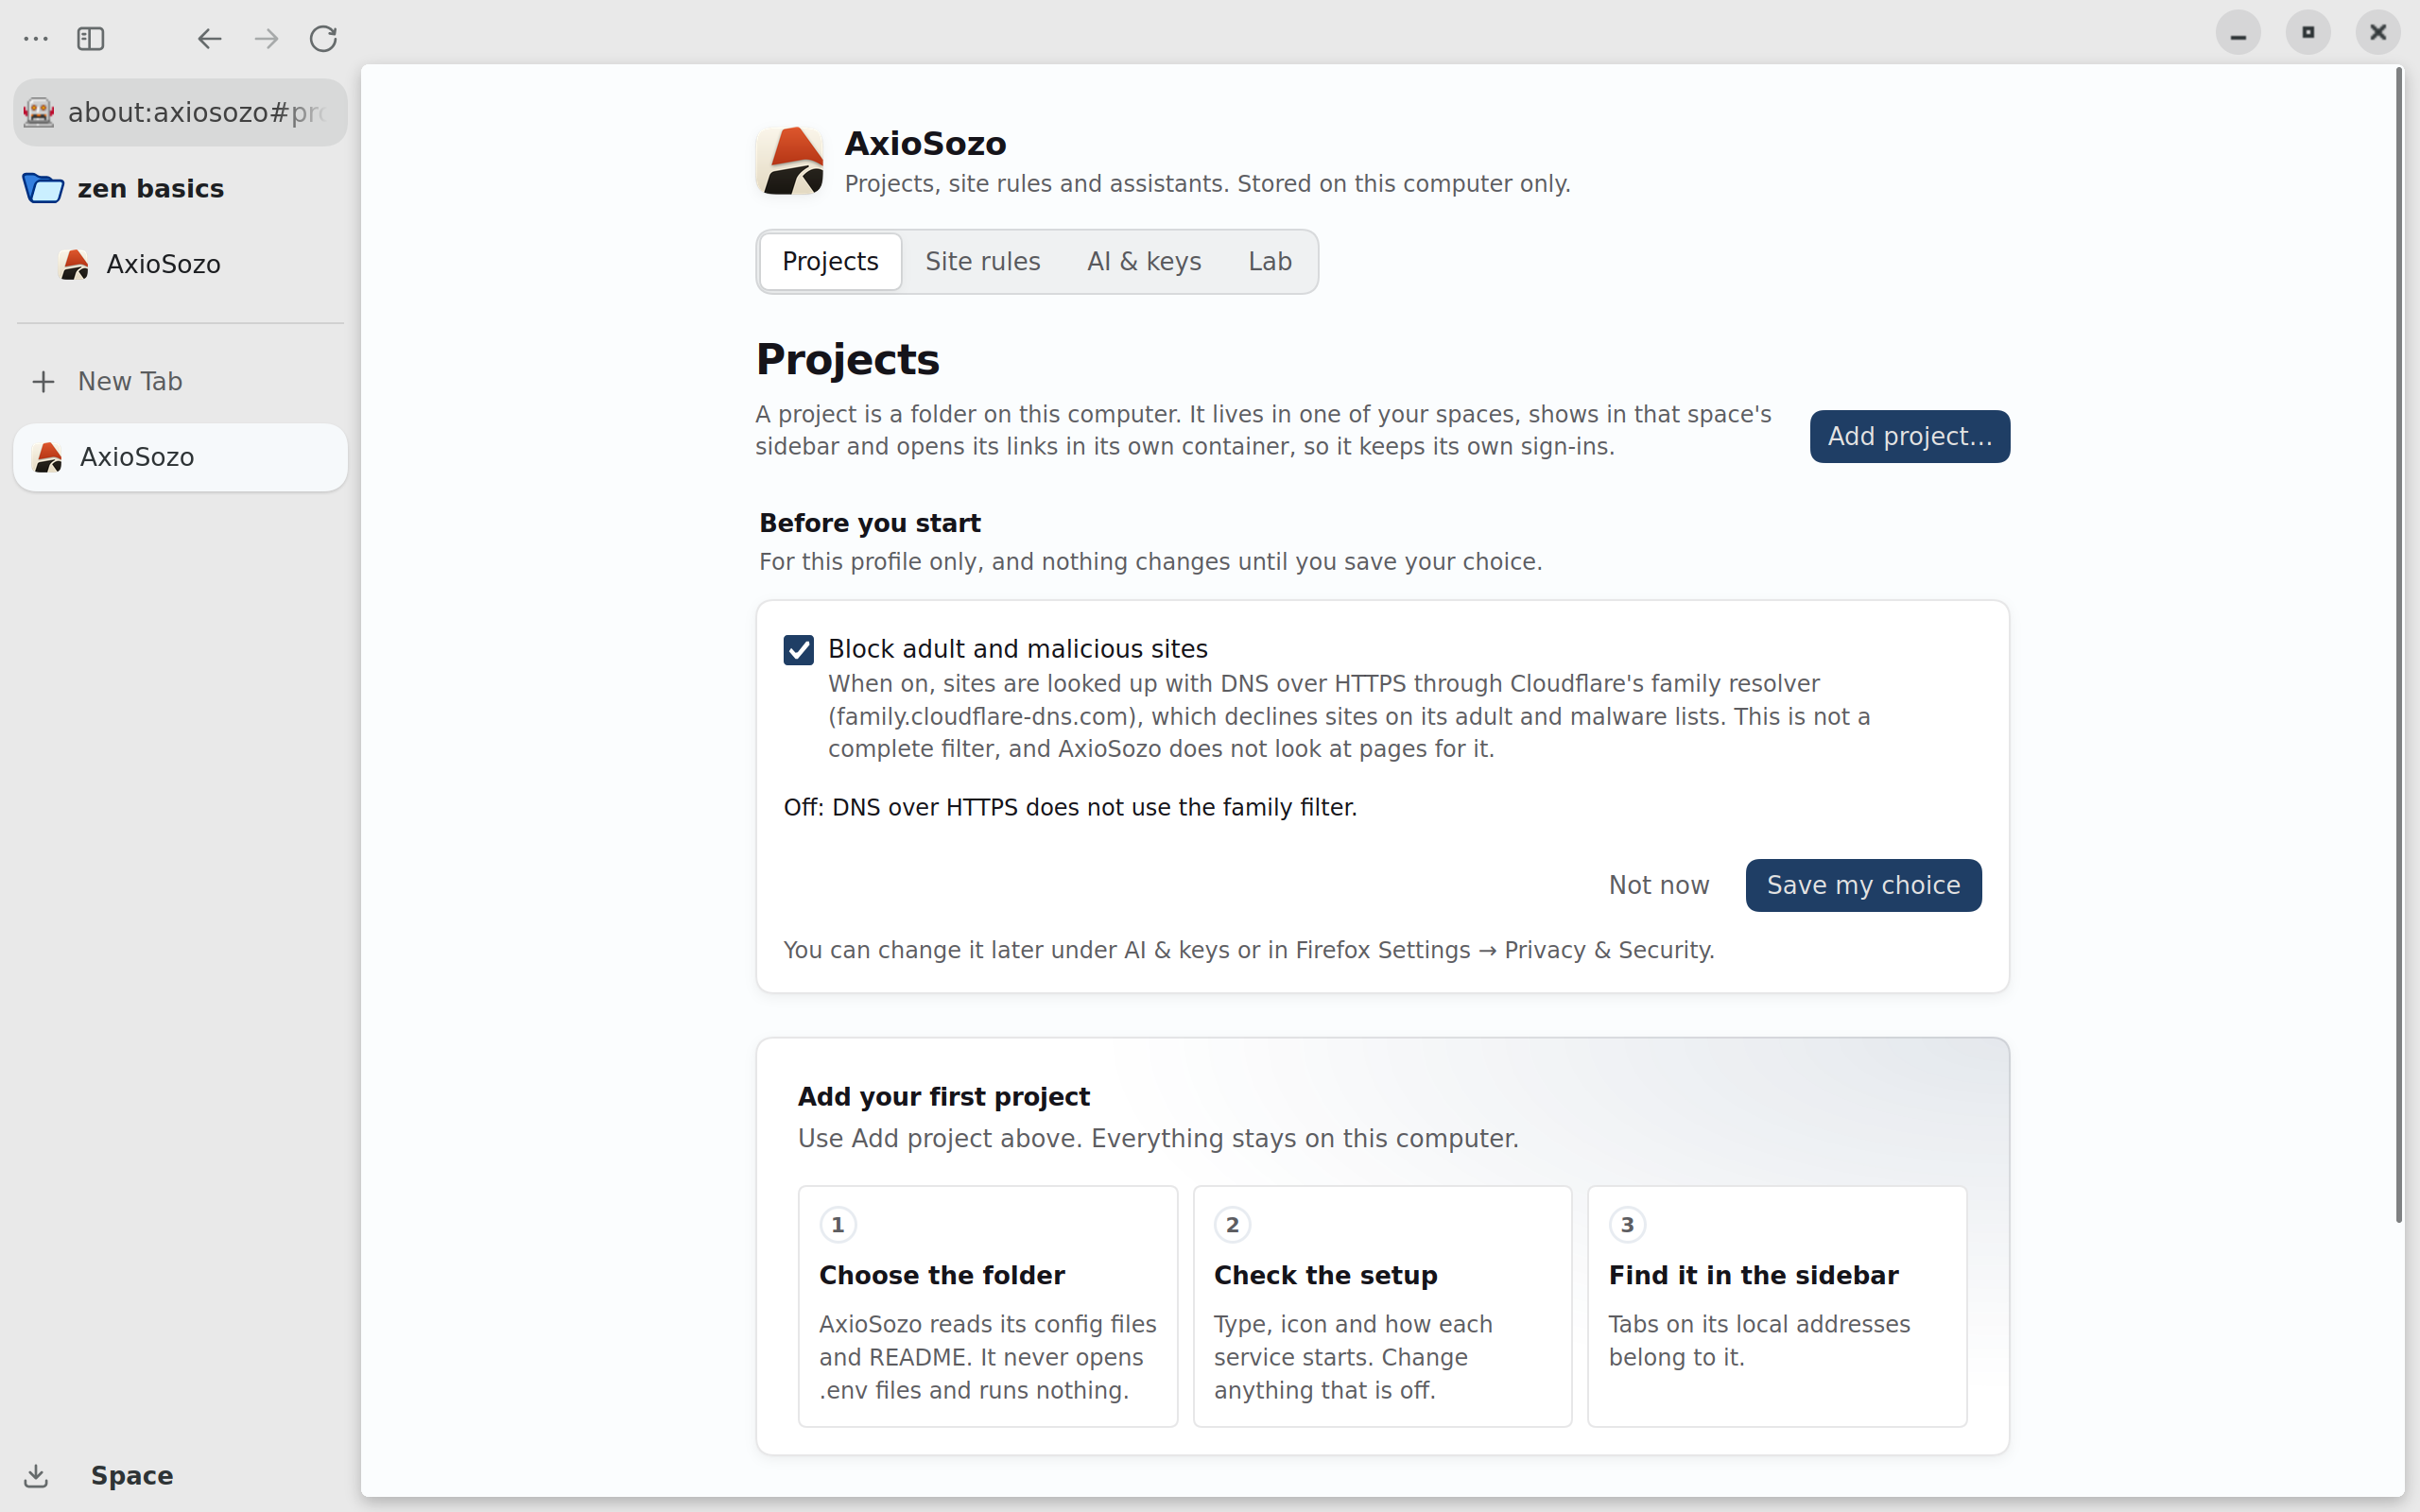 about:axiosozo#pro
zen basics
AxioSozo
New Tab
AxioSozo
Space
AxioSozo
Projects, site rules and assistants. Stored on this computer only.
Projects
Site rules
AI & keys
Lab
Projects
A project is a folder on this computer. It lives in one of your spaces, shows in that space's
sidebar and opens its links in its own container, so it keeps its own sign-ins.
Add project…
Before you start
For this profile only, and nothing changes until you save your choice.
Block adult and malicious sites
When on, sites are looked up with DNS over HTTPS through Cloudflare's family resolver
(family.cloudflare-dns.com), which declines sites on its adult and malware lists. This is not a
complete filter, and AxioSozo does not look at pages for it.
Off: DNS over HTTPS does not use the family filter.
Not now
Save my choice
You can change it later under AI & keys or in Firefox Settings → Privacy & Security.
Add your first project
Use Add project above. Everything stays on this computer.
1
Choose the folder
AxioSozo reads its config files
and README. It never opens
.env files and runs nothing.
2
Check the setup
Type, icon and how each
service starts. Change
anything that is off.
3
Find it in the sidebar
Tabs on its local addresses
belong to it.